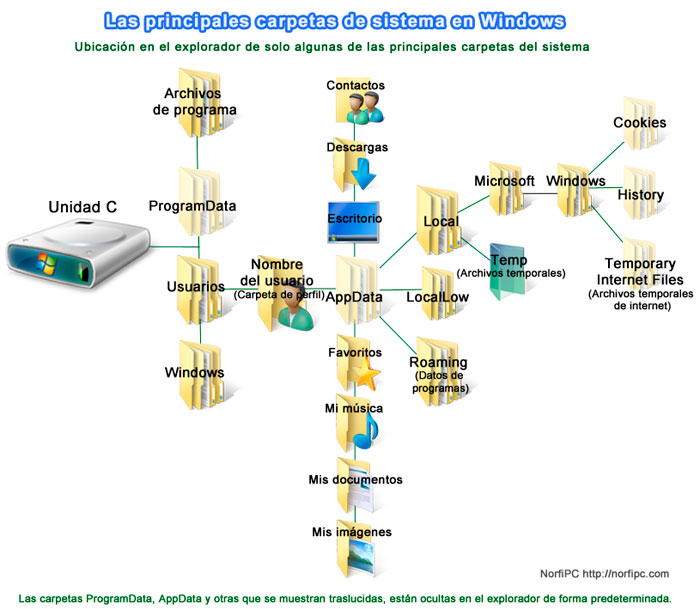 Las principales carpetas de sistema en Windows
Ubicación en el explorador de solo algunas de las principales carpetas del sistema
Unidad C
Archivos
de programa
ProgramData
Usuarios
Windows
Nombre
del usuario
(Carpeta de perfil)
Contactos
Descargas
Escritorio
AppData
Favoritos
Mi música
Mis documentos
Mis imágenes
Local
LocalLow
Roaming
(Datos de
programas)
Microsoft
Temp
(Archivos temporales)
Windows
Cookies
History
Temporary
Internet Files
(Archivos temporales
de internet)
NorfiPC http://norfipc.com
Las carpetas ProgramData, AppData y otras que se muestran traslucidas, están ocultas en el explorador de forma predeterminada.